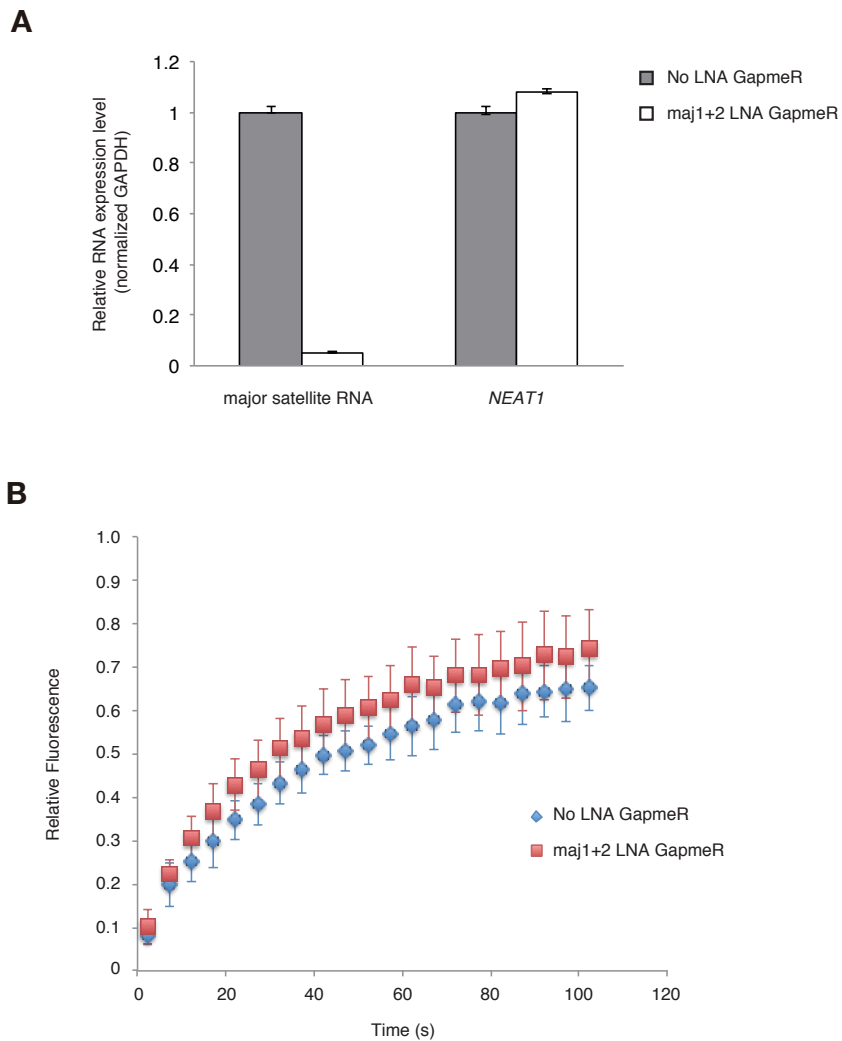 A
Relative RNA expression level
(normalized GAPDH)
1.2
1
0.8
0.6
0.4
0.2
0
major satellite RNA
NEAT1
No LNA GapmeR
maj1+2 LNA GapmeR
B
Relative Fluorescence
1.0
0.9
0.8
0.7
0.6
0.5
0.4
0.3
0.2
0.1
0
0
20
40
60
80
100
120
Time (s)
No LNA GapmeR
maj1+2 LNA GapmeR